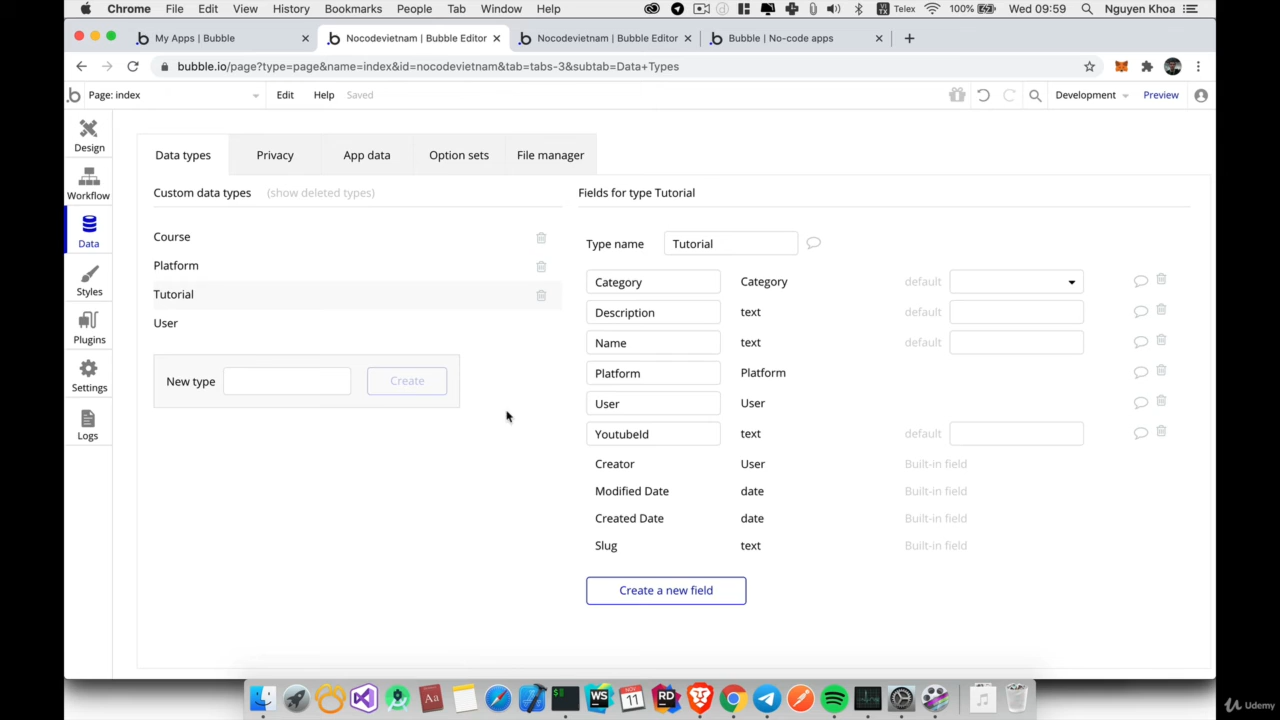 Chrome File Edit View History Bookmarks People Tab Window Help Telex 100% Wed 09:59 Nguyen Khoa
My Apps | Bubble
Nocodevietnam | Bubble Editor
Nocodevietnam | Bubble Editor
Bubble | No-code apps
bubble.io/page?type=page&name=index&id=nocodevietnam&tab=tabs-3&subtab=Data+Types
Page: index Edit Help Saved Development Preview
Design
Workflow
Data
Styles
Plugins
Settings
Logs
Data types Privacy App data Option sets File manager
Custom data types (show deleted types)
Course
Platform
Tutorial
User
New type Create
Fields for type Tutorial
Type name Tutorial
Category Category default
Description text default
Name text default
Platform Platform
User User
YoutubeId text default
Creator User Built-in field
Modified Date date Built-in field
Created Date date Built-in field
Slug text Built-in field
Create a new field
Aa
WS
NOV
11
RD
Udemy